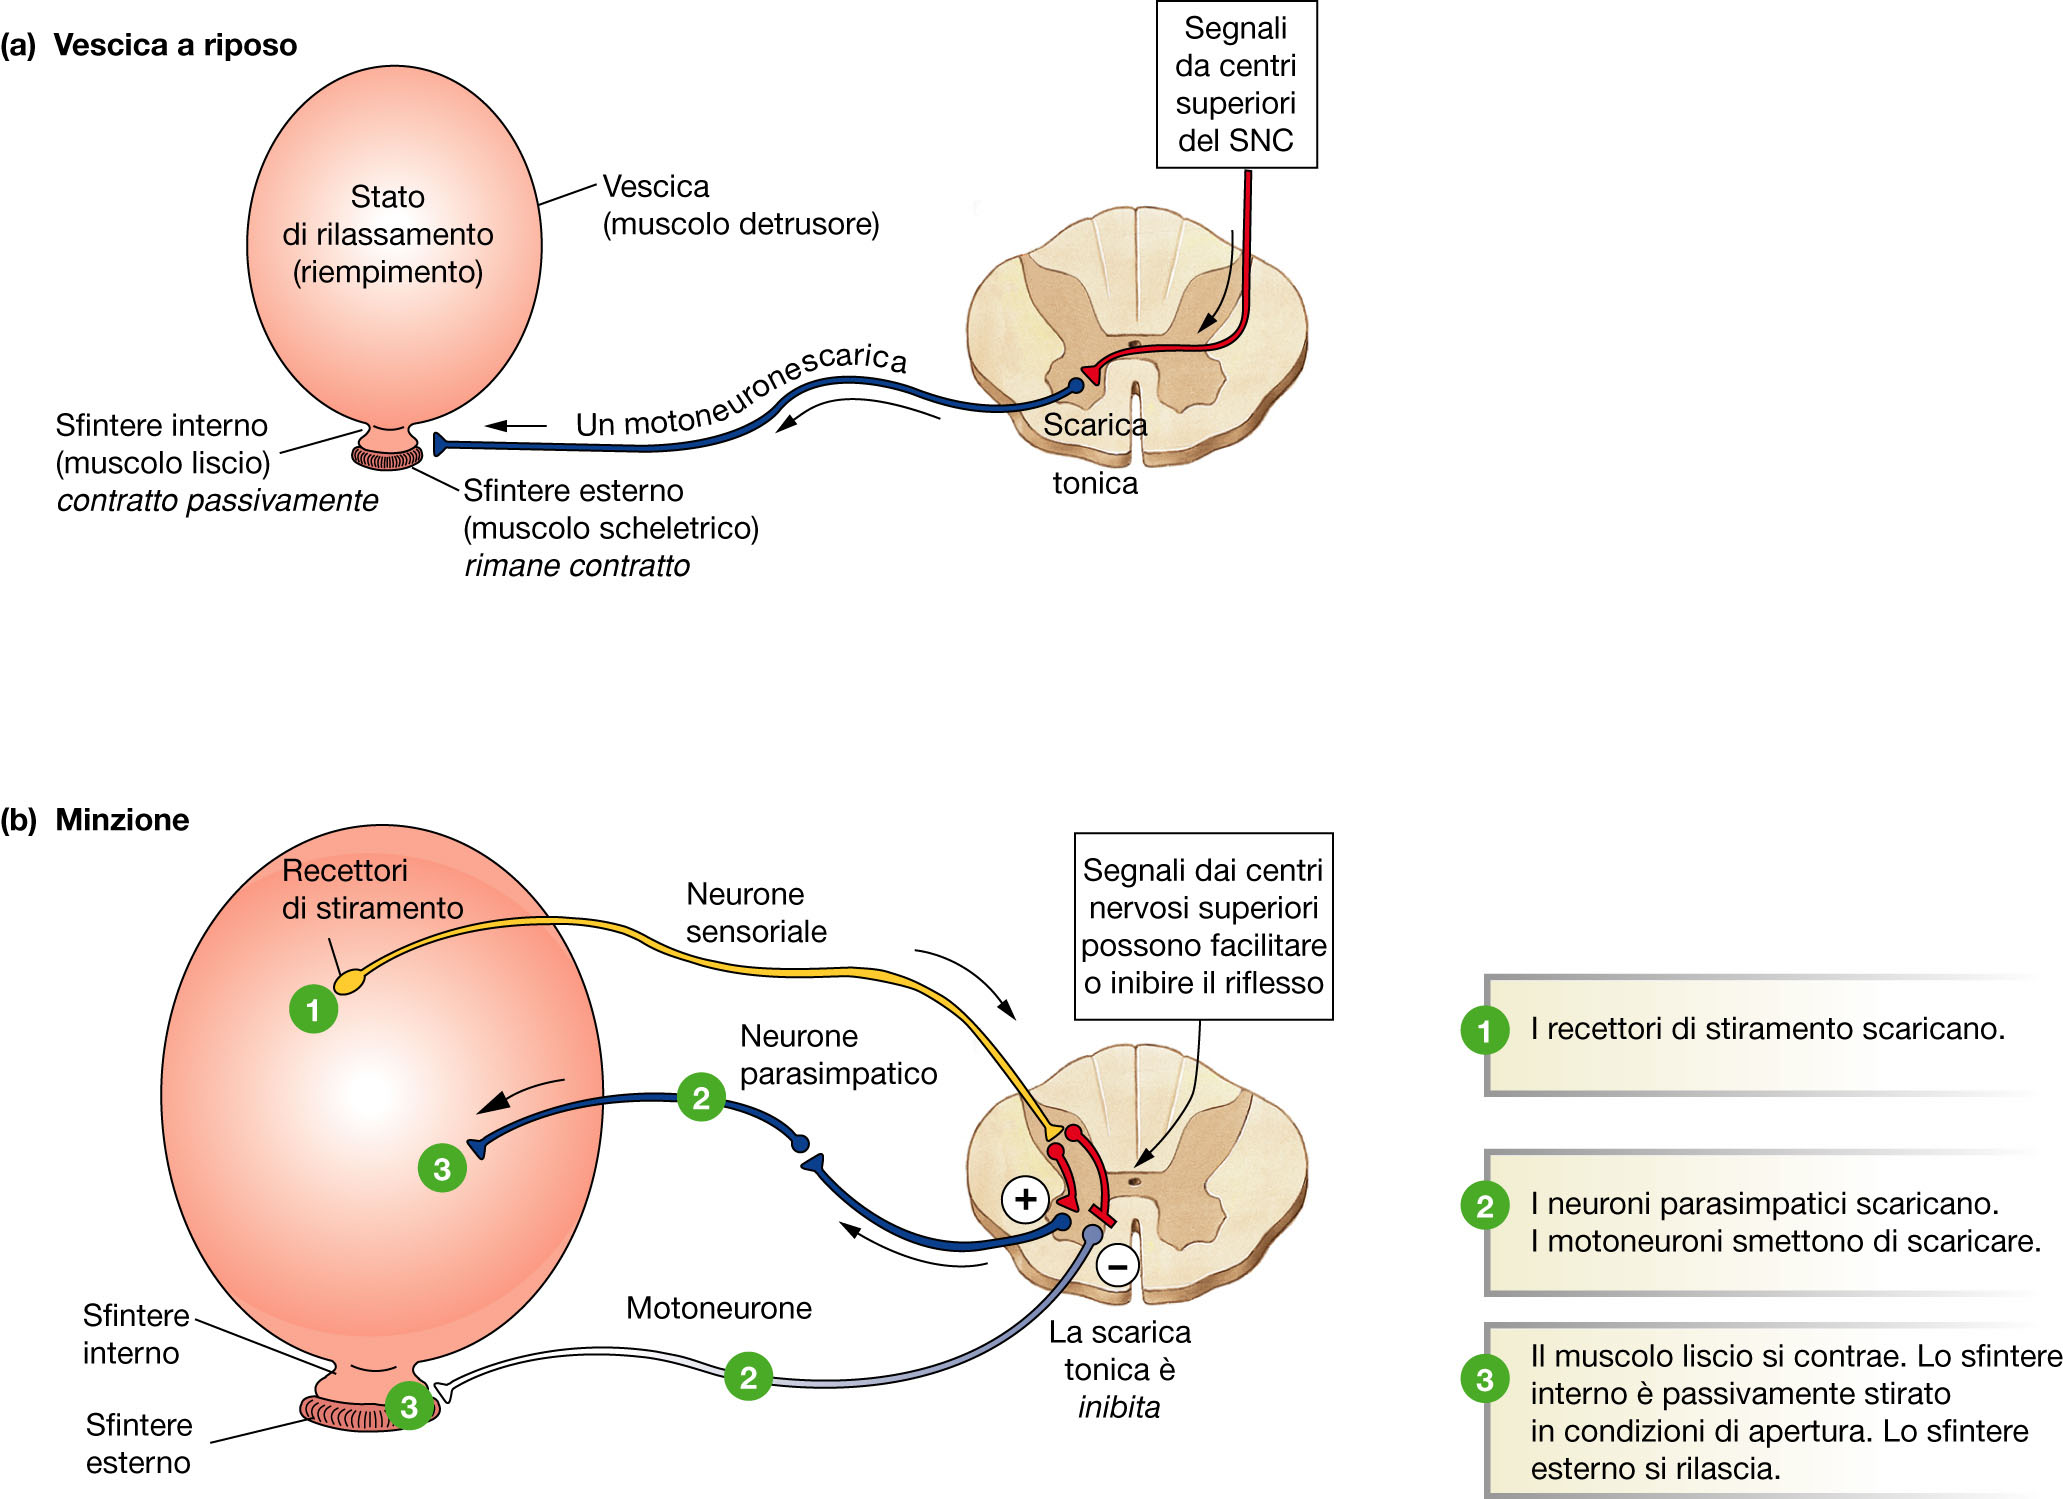 (a) Vescica a riposo
Segnali
da centri
superiori
del SNC
Stato
di rilassamento
(riempimento)
Vescica
(muscolo detrusore)
Un motoneurone scarica
Scarica
tonica
Sfintere interno
(muscolo liscio)
contratto passivamente
Sfintere esterno
(muscolo scheletrico)
rimane contratto
(b) Minzione
Recettori
di stiramento
1
Neurone
sensoriale
Segnali dai centri
nervosi superiori
possono facilitare
o inibire il riflesso
Neurone
parasimpatico
2
3
+
−
Motoneurone
2
3
Sfintere
interno
Sfintere
esterno
La scarica
tonica è
inibita
1 I recettori di stiramento scaricano.
2 I neuroni parasimpatici scaricano.
I motoneuroni smettono di scaricare.
3 Il muscolo liscio si contrae. Lo sfintere
interno è passivamente stirato
in condizioni di apertura. Lo sfintere
esterno si rilascia.